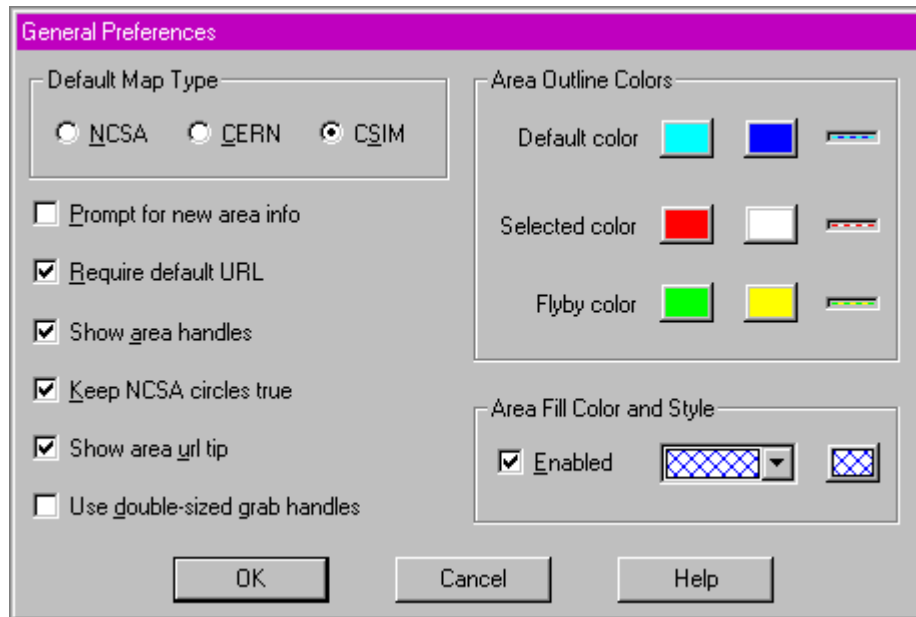 General Preferences
Default Map Type
NCSA CERN CSIM
Prompt for new area info
Require default URL
Show area handles
Keep NCSA circles true
Show area url tip
Use double-sized grab handles
Area Outline Colors
Default color
Selected color
Flyby color
Area Fill Color and Style
Enabled
OK Cancel Help